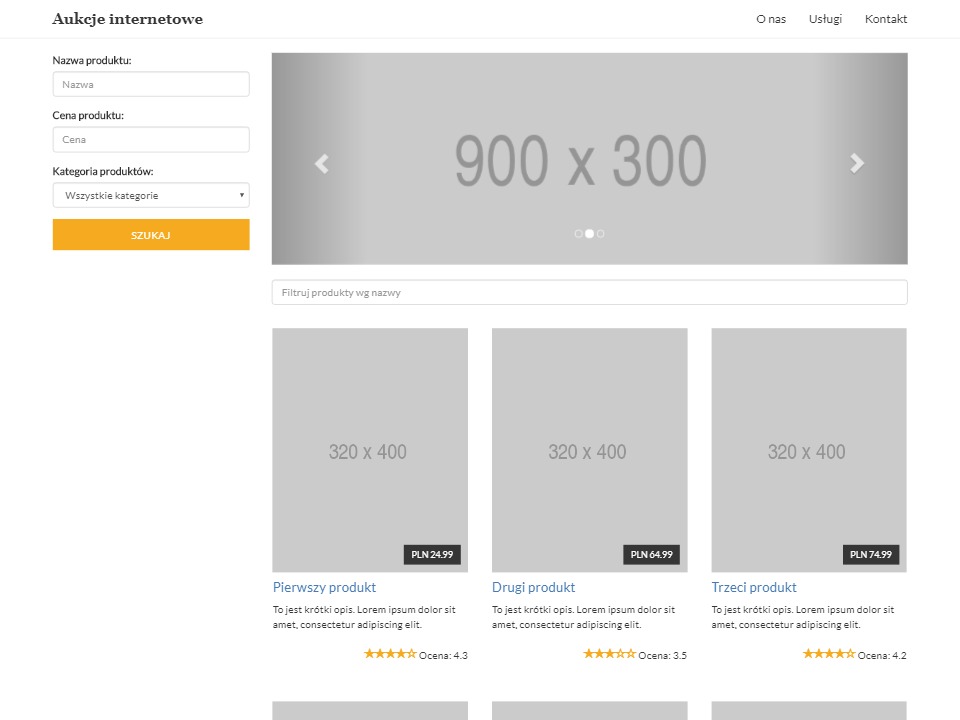 Aukcje internetowe
O nas Usługi Kontakt
Nazwa produktu:
Nazwa
Cena produktu:
Cena
Kategoria produktów:
Wszystkie kategorie
SZUKAJ
900 x 300
Filtruj produkty wg nazwy
320 x 400
PLN 24.99
Pierwszy produkt
To jest krótki opis. Lorem ipsum dolor sit
amet, consectetur adipiscing elit.
Ocena: 4.3
320 x 400
PLN 64.99
Drugi produkt
To jest krótki opis. Lorem ipsum dolor sit
amet, consectetur adipiscing elit.
Ocena: 3.5
320 x 400
PLN 74.99
Trzeci produkt
To jest krótki opis. Lorem ipsum dolor sit
amet, consectetur adipiscing elit.
Ocena: 4.2